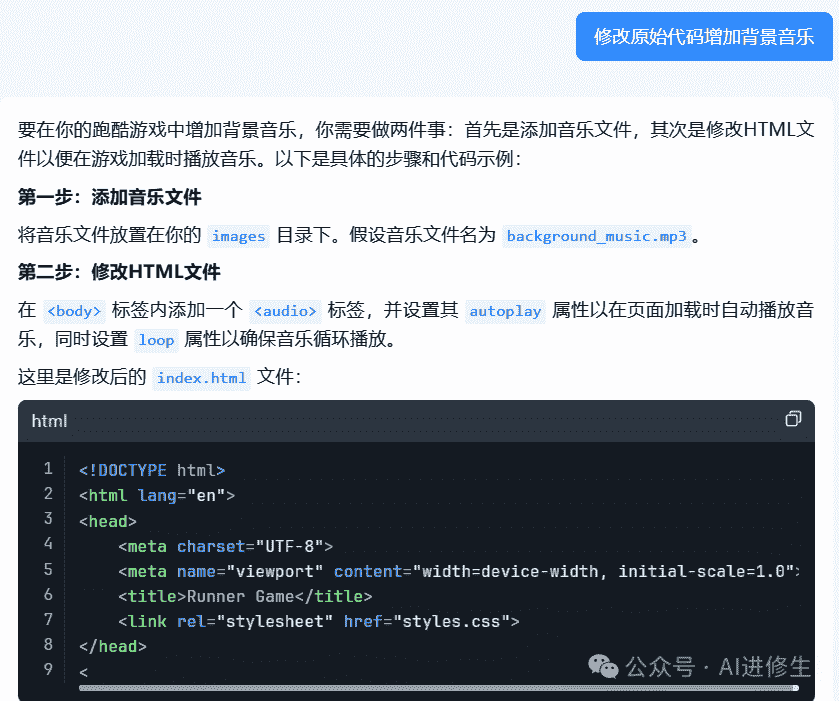 修改原始代码增加背景音乐
要在你的跑酷游戏中增加背景音乐，你需要做两件事：首先是添加音乐文件，其次是修改HTML文
件以便在游戏加载时播放音乐。以下是具体的步骤和代码示例：
第一步：添加音乐文件
将音乐文件放置在你的 images 目录下。假设音乐文件名为 background_music.mp3 。
第二步：修改HTML文件
在 <body> 标签内添加一个 <audio> 标签，并设置其 autoplay 属性以在页面加载时自动播放音
乐，同时设置 loop 属性以确保音乐循环播放。
这里是修改后的 index.html 文件：
html
1 <!DOCTYPE html>
2 <html lang="en">
3 <head>
4     <meta charset="UTF-8">
5     <meta name="viewport" content="width=device-width, initial-scale=1.0">
6     <title>Runner Game</title>
7     <link rel="stylesheet" href="styles.css">
8 </head>
9 <
公众号 · AI进修生